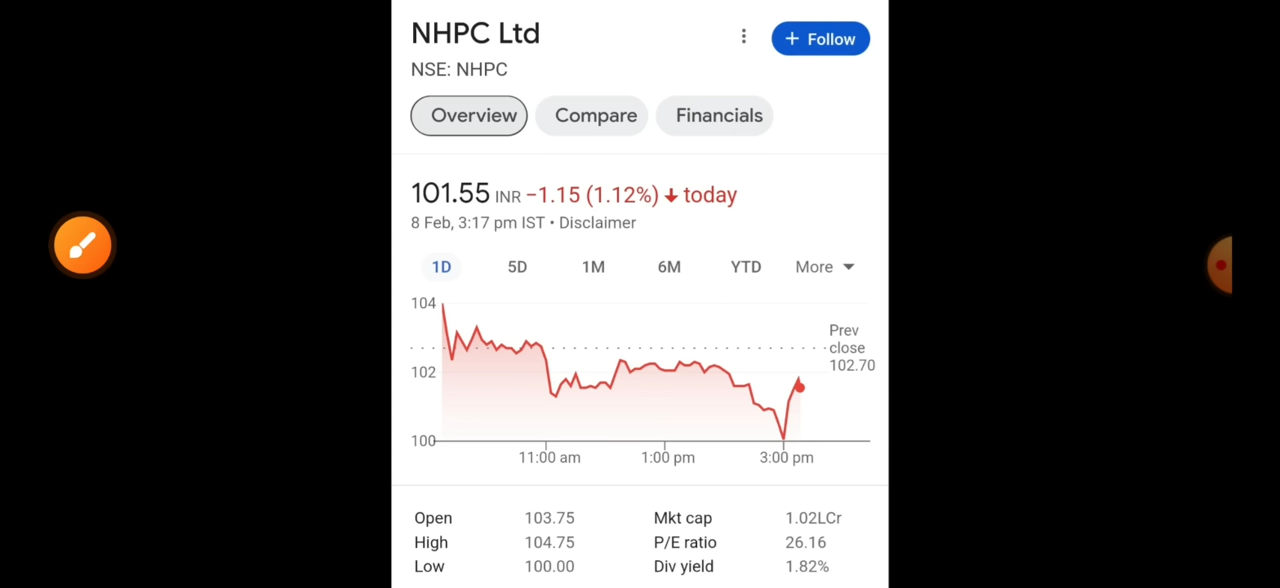 NHPC Ltd
+ Follow
NSE: NHPC
Overview Compare Financials
101.55 INR −1.15 (1.12%) ↓ today
8 Feb, 3:17 pm IST • Disclaimer
1D 5D 1M 6M YTD More
104
Prev
close
102.70
102
100
11:00 am 1:00 pm 3:00 pm
Open 103.75 Mkt cap 1.02LCr
High 104.75 P/E ratio 26.16
Low 100.00 Div yield 1.82%